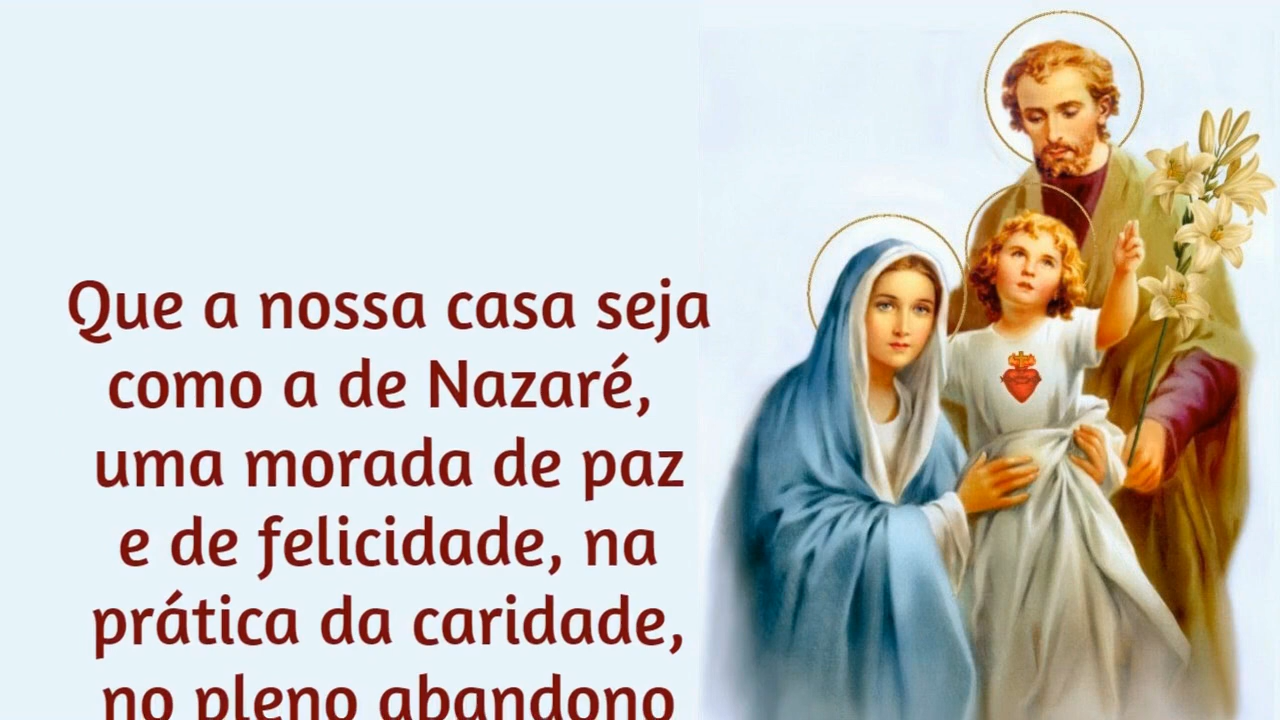 Que a nossa casa seja
como a de Nazaré,
uma morada de paz
e de felicidade, na
prática da caridade,
no pleno abandono